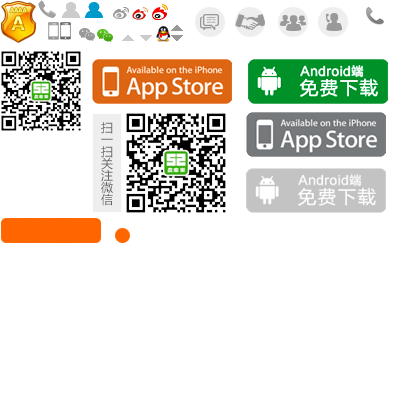 A
Available on the iPhone
App Store
Android端
免费下载
扫一扫关注微信
52
Available on the iPhone
App Store
Android端
免费下载